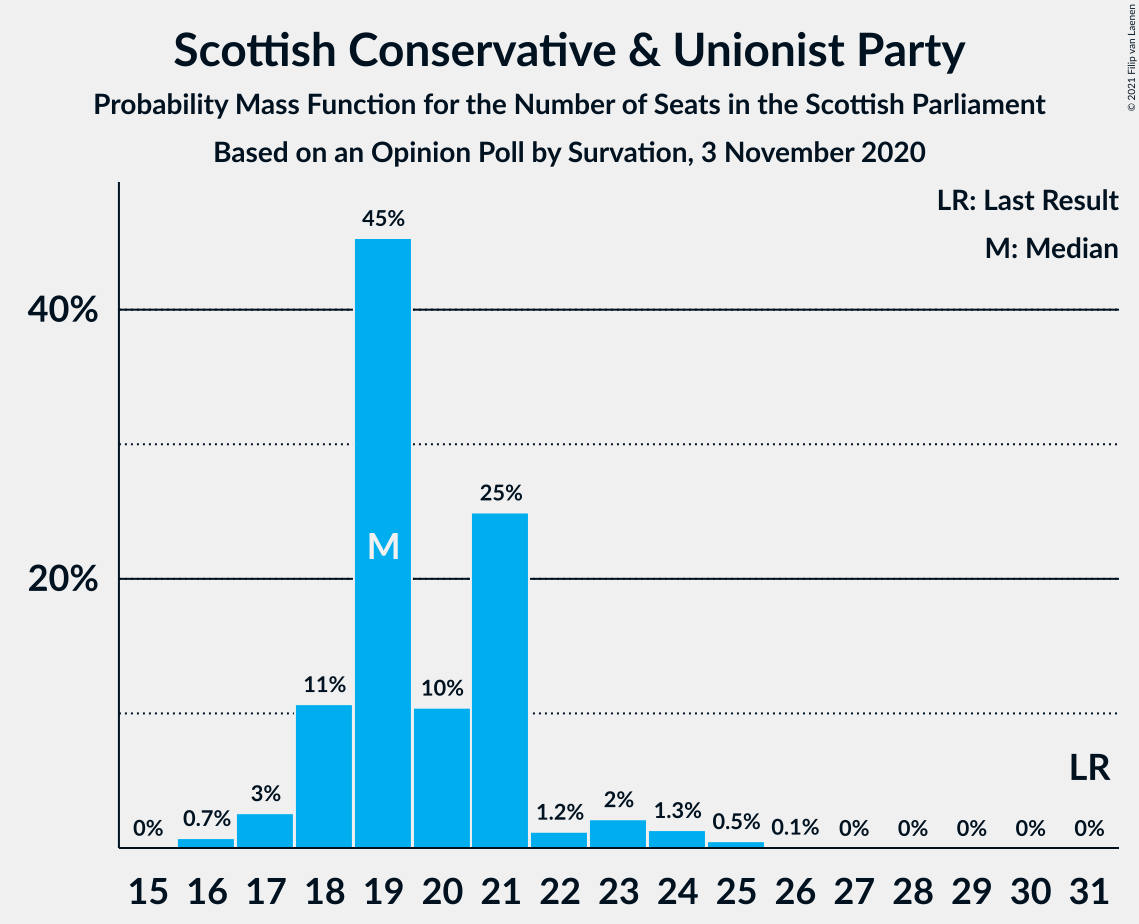 Scottish Conservative & Unionist Party
Probability Mass Function for the Number of Seats in the Scottish Parliament
Based on an Opinion Poll by Survation, 3 November 2020
© 2021 Filip van Laenen
LR: Last Result
M: Median
45%
40%
25%
M
20%
11%
10%
LR
3%
0%
0.7%
1.2%
2%
1.3%
0.5%
0.1%
0%
0%
0%
0%
0%
15 16 17 18 19 20 21 22 23 24 25 26 27 28 29 30 31